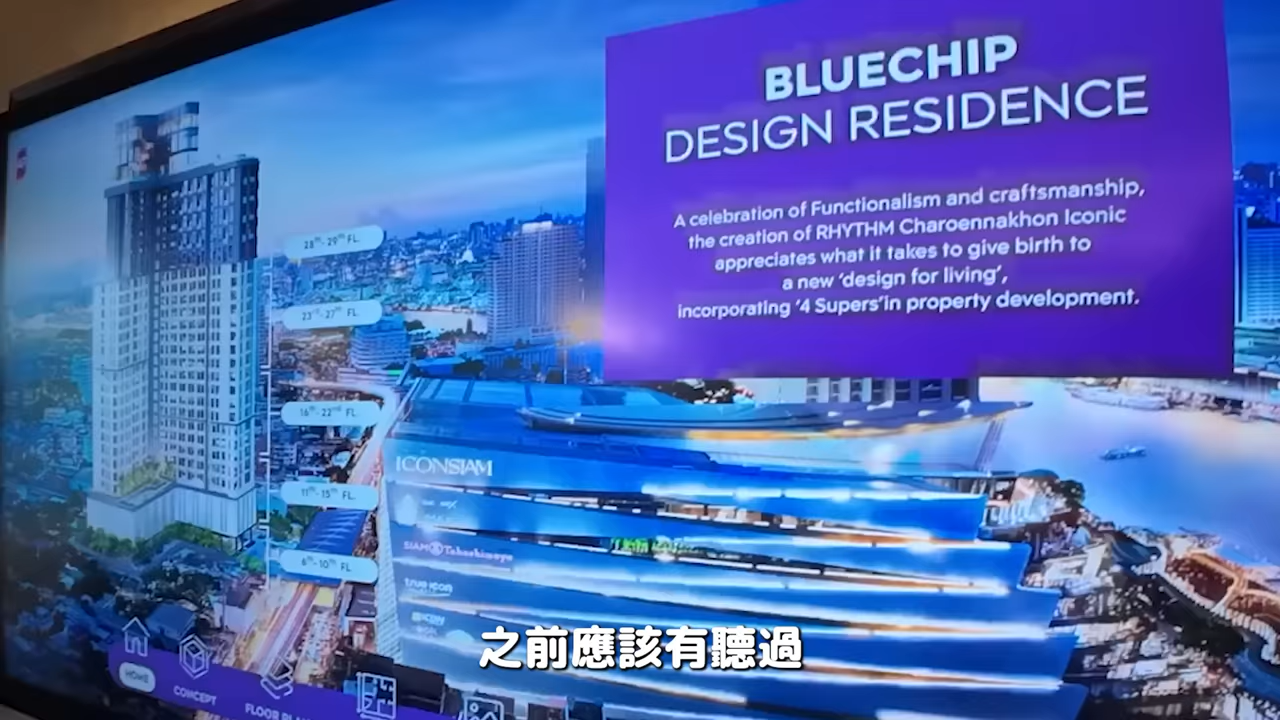 BLUECHIP
DESIGN RESIDENCE
A celebration of Functionalism and craftsmanship,
the creation of RHYTHM Charoennakhon Iconic
appreciates what it takes to give birth to
a new ‘design for living’,
incorporating ‘4 Supers’in property development.
28th-29th FL.
23rd-27th FL.
16th-22nd FL.
11th-15th FL.
6th-10th FL.
ICONSIAM
SIAM Takashimaya
true icon
之前應該有聽過
HOME
CONCEPT
FLOOR